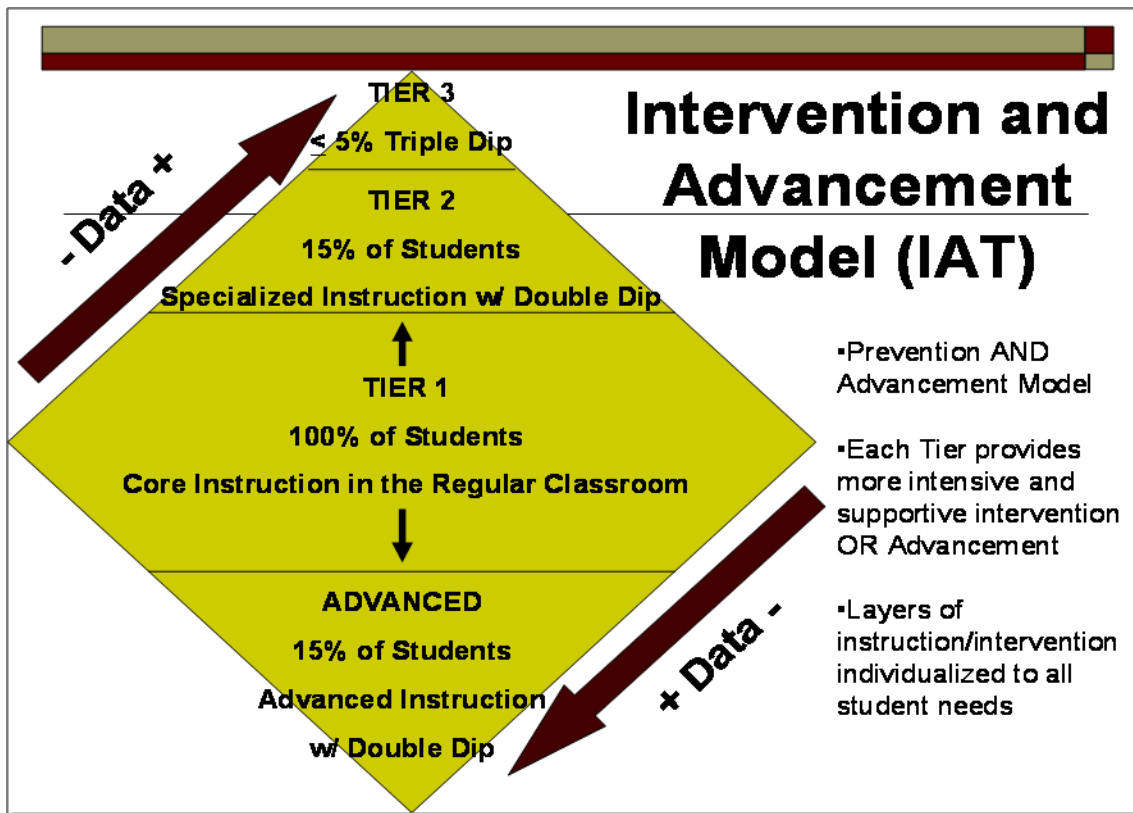 Intervention and
Advancement
Model (IAT)
TIER 3
≤ 5% Triple Dip
TIER 2
15% of Students
Specialized Instruction w/ Double Dip
TIER 1
100% of Students
Core Instruction in the Regular Classroom
ADVANCED
15% of Students
Advanced Instruction
w/ Double Dip
- Data +
+ Data -
▪Prevention AND
Advancement Model
▪Each Tier provides
more intensive and
supportive intervention
OR Advancement
▪Layers of
instruction/intervention
individualized to all
student needs